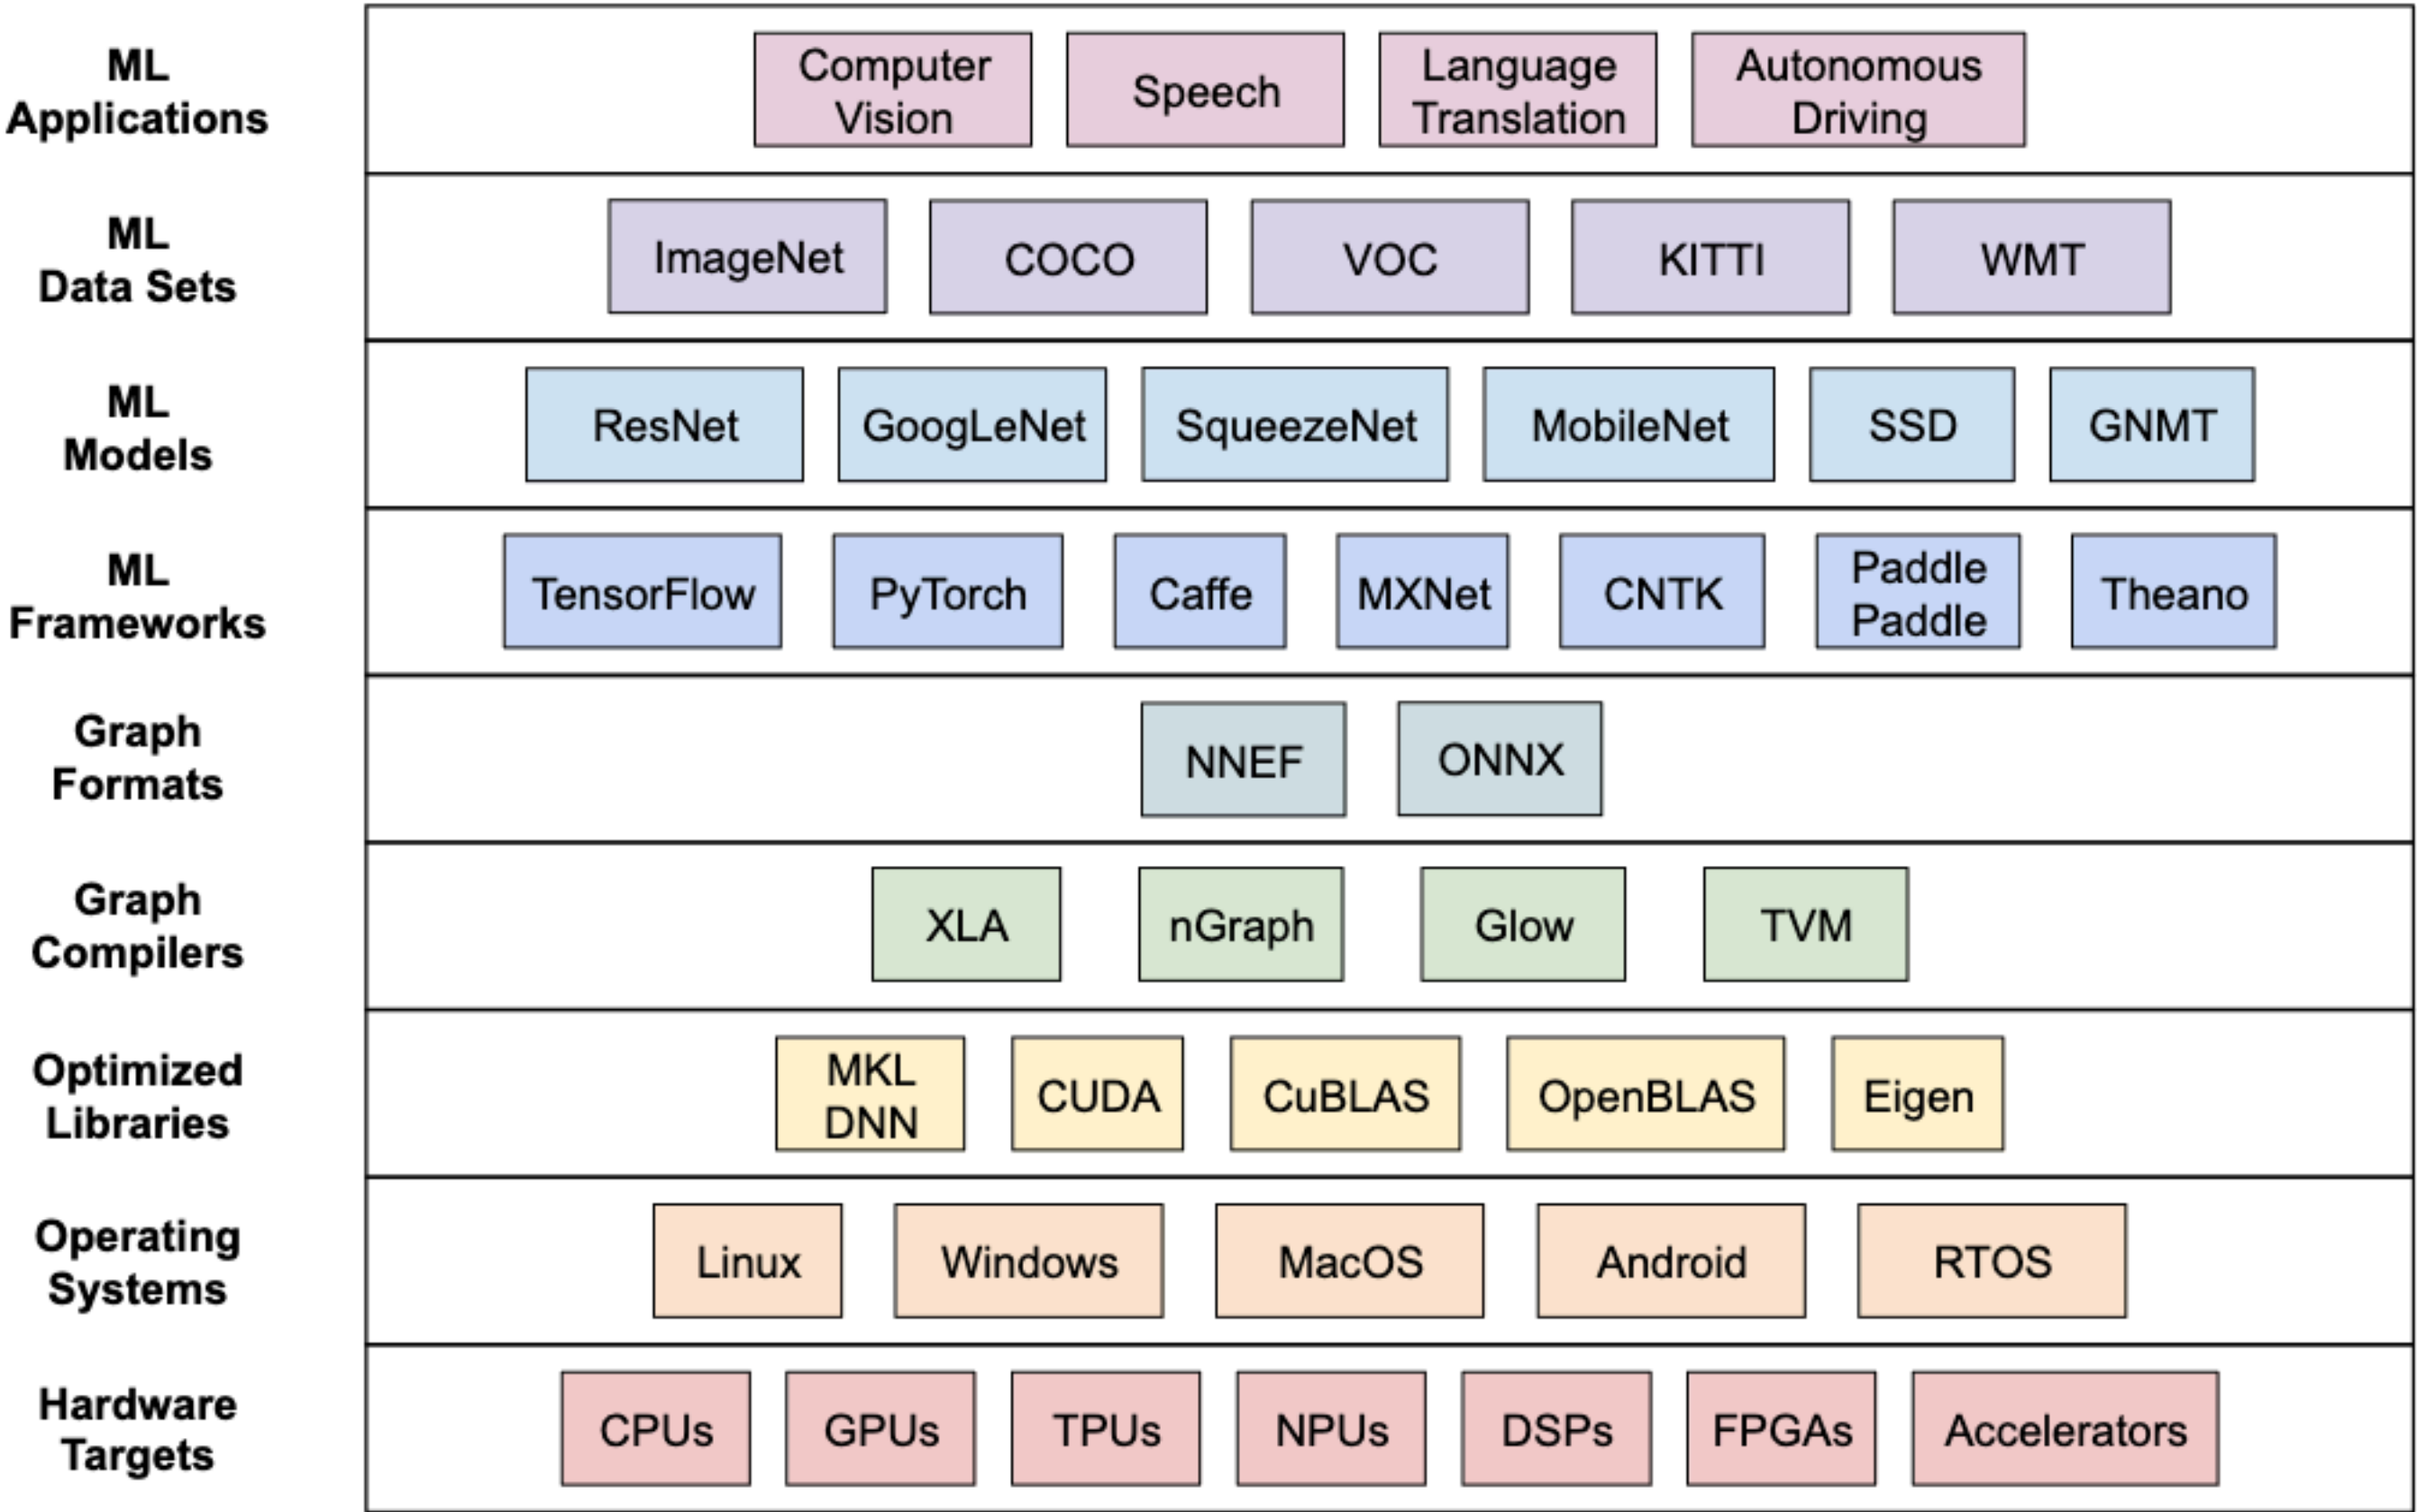 ML
Applications
Computer
Vision
Speech
Language
Translation
Autonomous
Driving
ML
Data Sets
ImageNet
COCO
VOC
KITTI
WMT
ML
Models
ResNet
GoogLeNet
SqueezeNet
MobileNet
SSD
GNMT
ML
Frameworks
TensorFlow
PyTorch
Caffe
MXNet
CNTK
Paddle
Paddle
Theano
Graph
Formats
NNEF
ONNX
Graph
Compilers
XLA
nGraph
Glow
TVM
Optimized
Libraries
MKL
DNN
CUDA
CuBLAS
OpenBLAS
Eigen
Operating
Systems
Linux
Windows
MacOS
Android
RTOS
Hardware
Targets
CPUs
GPUs
TPUs
NPUs
DSPs
FPGAs
Accelerators